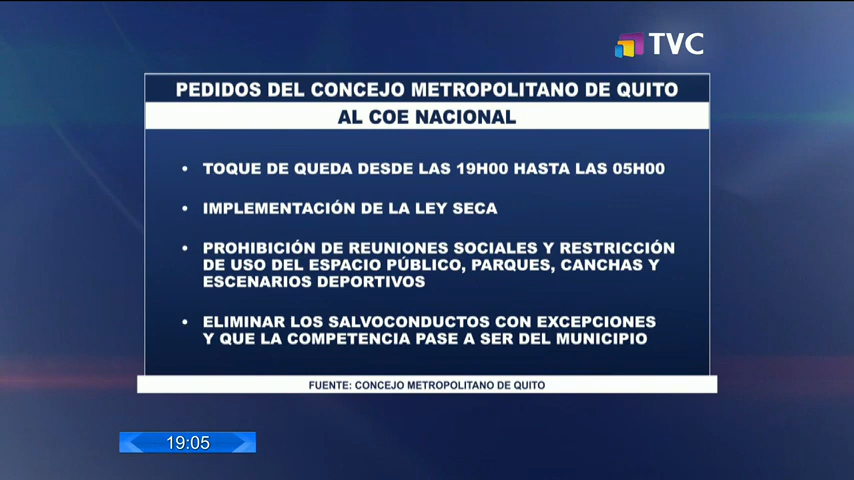 TVC
PEDIDOS DEL CONCEJO METROPOLITANO DE QUITO
AL COE NACIONAL
• TOQUE DE QUEDA DESDE LAS 19H00 HASTA LAS 05H00
• IMPLEMENTACIÓN DE LA LEY SECA
• PROHIBICIÓN DE REUNIONES SOCIALES Y RESTRICCIÓN
DE USO DEL ESPACIO PÚBLICO, PARQUES, CANCHAS Y
ESCENARIOS DEPORTIVOS
• ELIMINAR LOS SALVOCONDUCTOS CON EXCEPCIONES
Y QUE LA COMPETENCIA PASE A SER DEL MUNICIPIO
FUENTE: CONCEJO METROPOLITANO DE QUITO
19:05